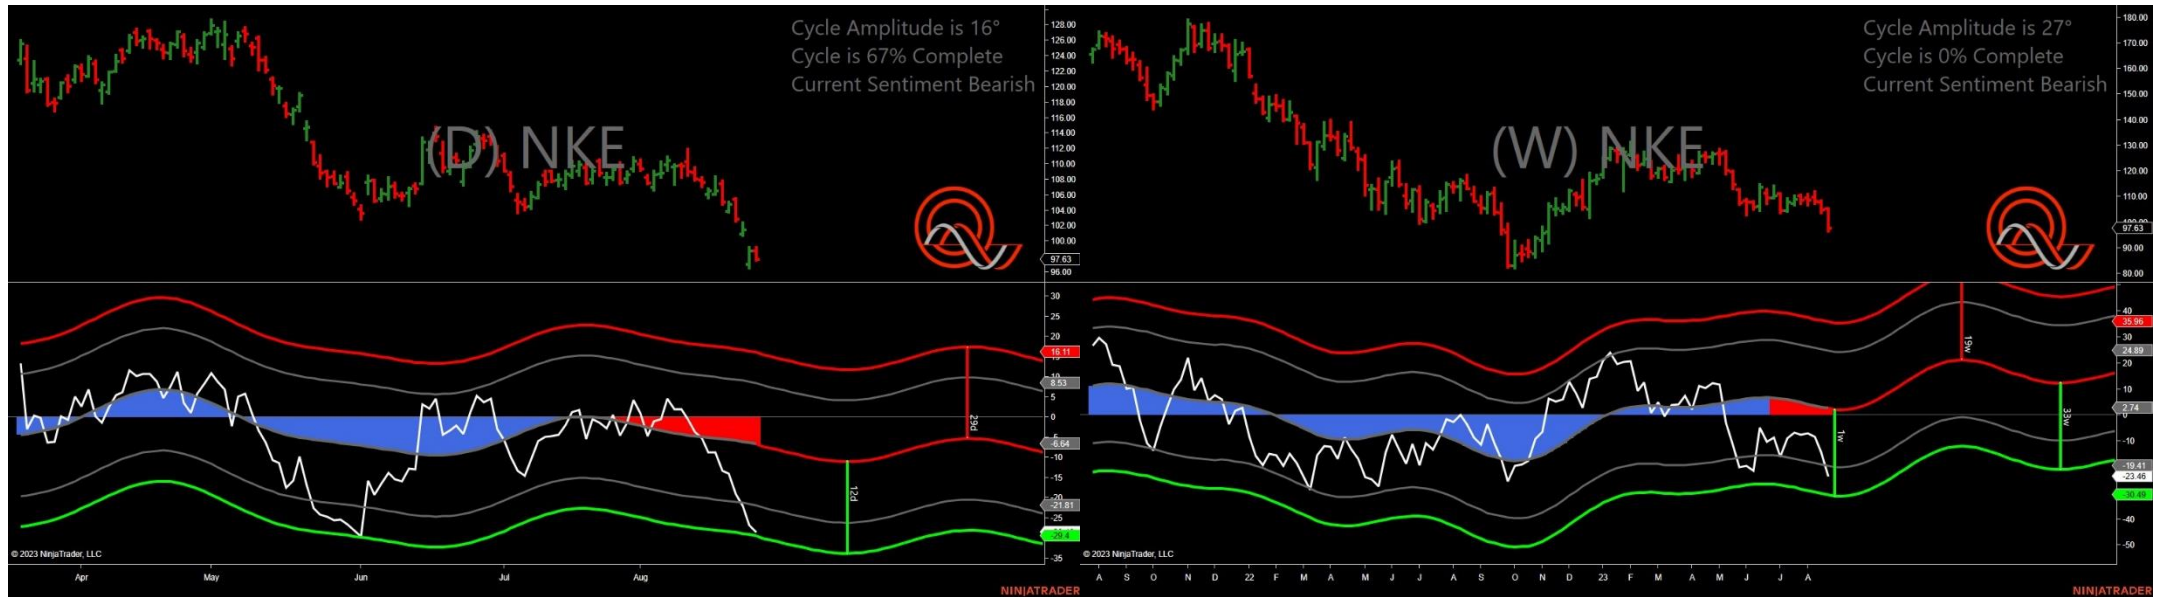 Cycle Amplitude is 16°
Cycle is 67% Complete
Current Sentiment Bearish
(D) NKE
128.00
126.00
124.00
122.00
120.00
118.00
116.00
114.00
112.00
110.00
108.00
106.00
104.00
102.00
100.00
97.63
96.00
30
25
20
16.11
8.53
5
0
-6.64
-10
-15
-20
-21.81
-25
-29.4
-35
29d
12d
© 2023 NinjaTrader, LLC
Apr May Jun Jul Aug
NINJATRADER
Cycle Amplitude is 27°
Cycle is 0% Complete
Current Sentiment Bearish
(W) NKE
180.00
170.00
160.00
150.00
140.00
130.00
120.00
110.00
97.63
90.00
80.00
40
35.96
30
24.89
20
10
2.74
-10
-19.41
-23.46
-30.49
-40
-50
19w
1w
33w
© 2023 NinjaTrader, LLC
A S O N D 22 F M A M J J A S O N D 23 F M A M J J A
NINJATRADER